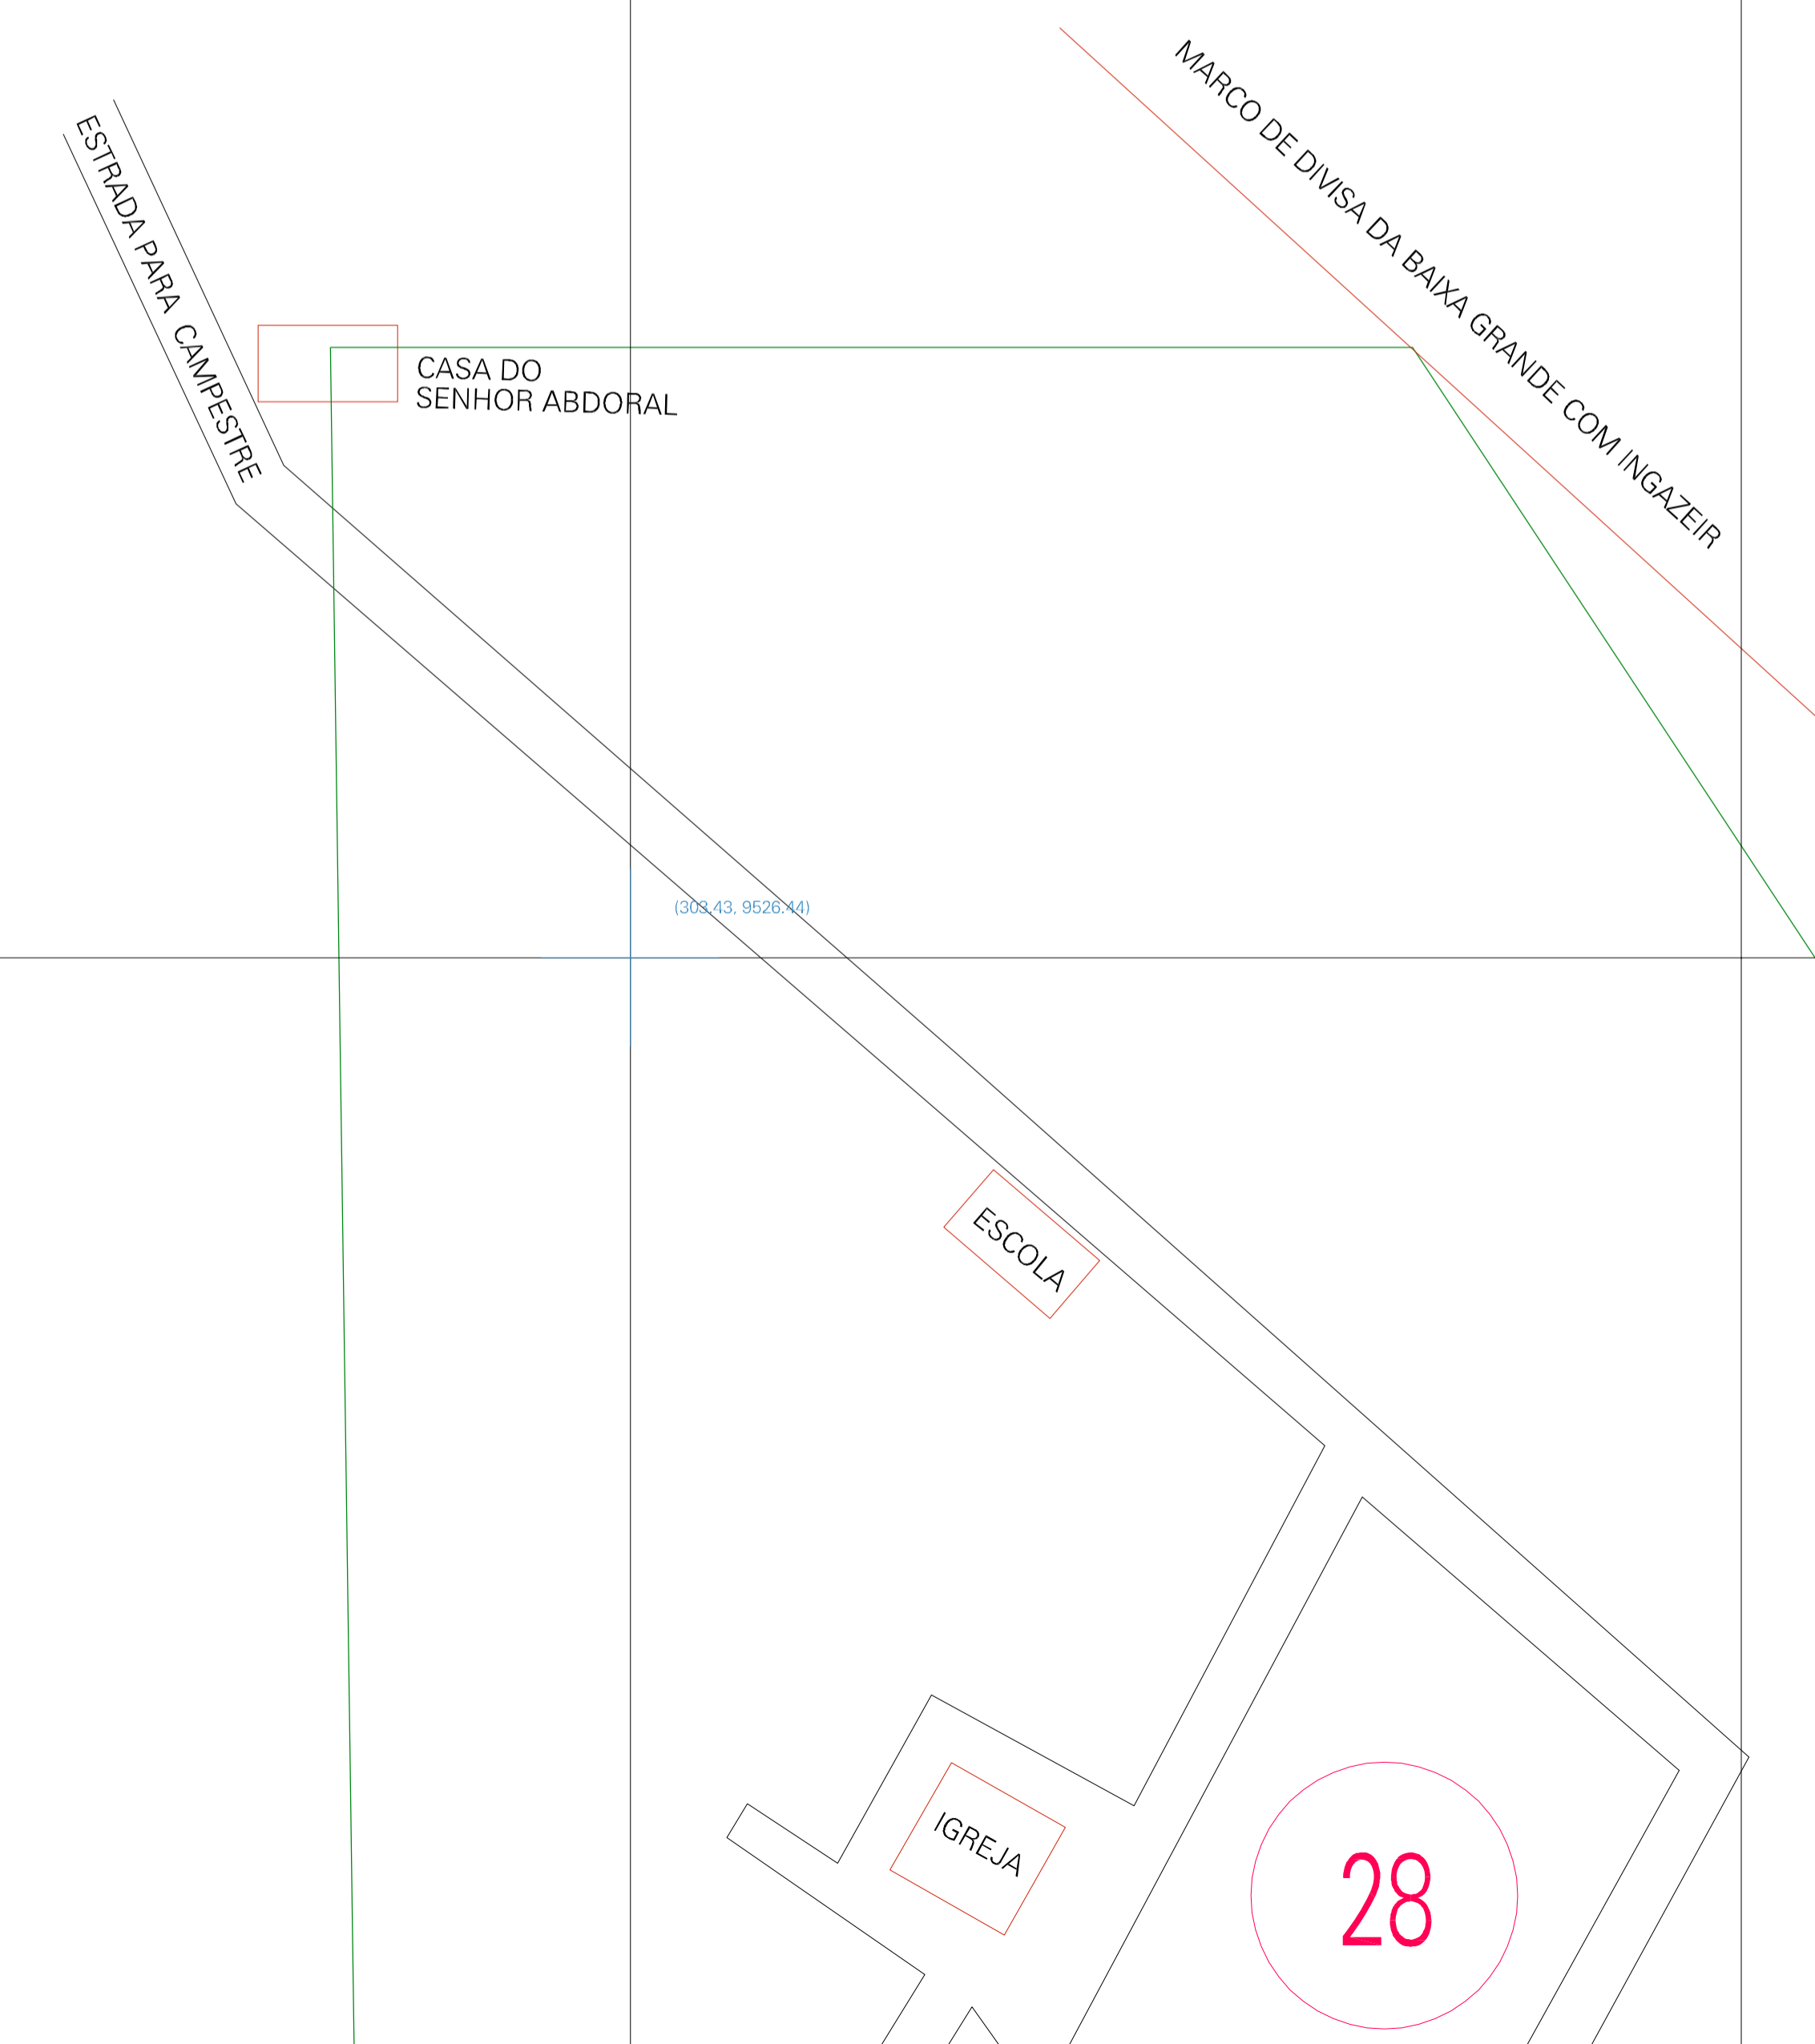 MARCO DE DIVISA DA BAIXA GRANDE COM INGAZEIR
ESTRADA PARA CAMPESTRE
CASA DO
SENHOR ABDORAL
(303.43, 9526.44)
ESCOLA
IGREJA
28